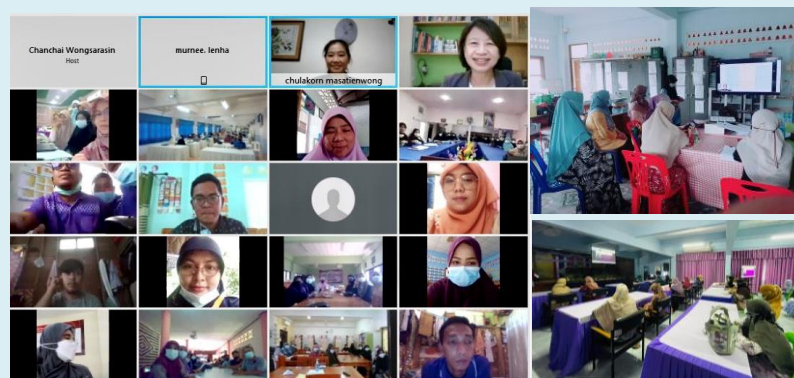 Chanchai Wongsarasin
Host
murnee. lenha
chulakorn masatienwong